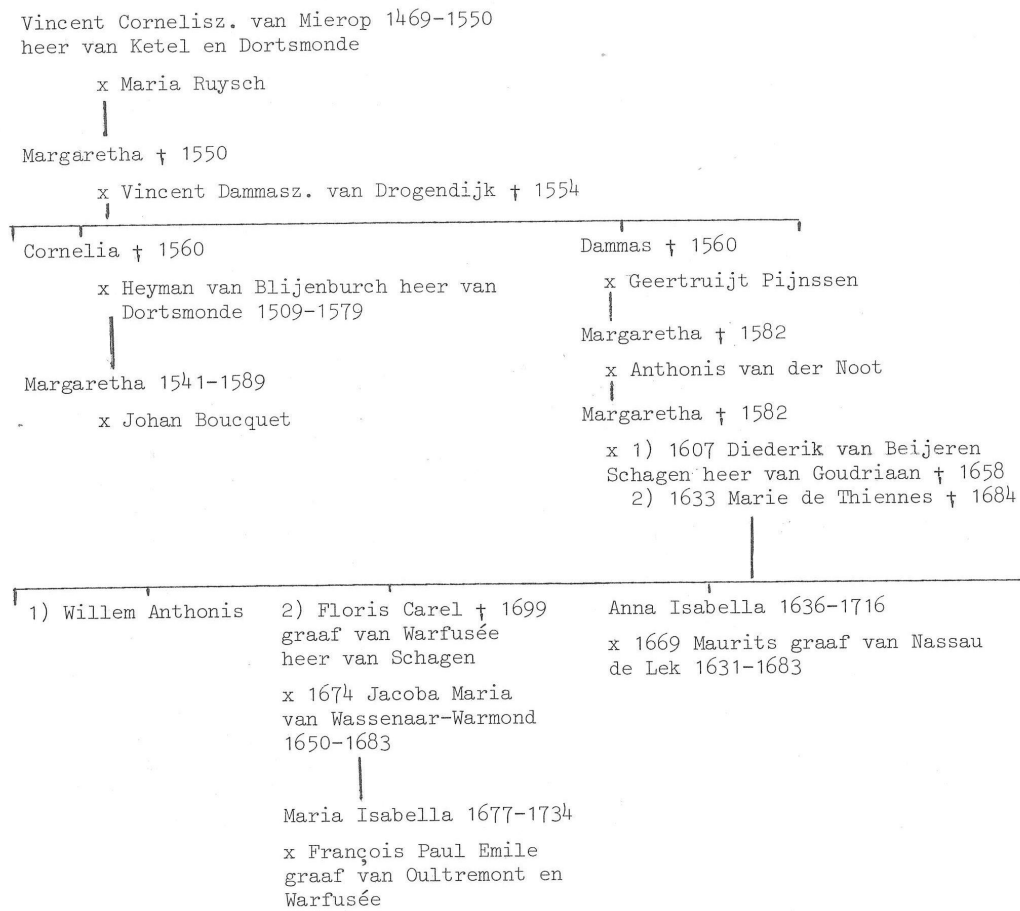 Vincent Cornelisz. van Mierop 1469-1550
heer van Ketel en Dortsmonde
x Maria Ruysch
Margaretha † 1550
x Vincent Dammasz. van Drogendijk † 1554
Cornelia † 1560
x Heyman van Blijenburch heer van
Dortsmonde 1509-1579
Margaretha 1541-1589
x Johan Boucquet
Dammas † 1560
x Geertruijt Pijnssen
Margaretha † 1582
x Anthonis van der Noot
Margaretha † 1582
x 1) 1607 Diederik van Beijeren
Schagen heer van Goudriaan † 1658
2) 1633 Marie de Thiennes † 1684
1) Willem Anthonis
2) Floris Carel † 1699
graaf van Warfusée
heer van Schagen
x 1674 Jacoba Maria
van Wassenaar-Warmond
1650-1683
Maria Isabella 1677-1734
x François Paul Emile
graaf van Oultremont en
Warfusée
Anna Isabella 1636-1716
x 1669 Maurits graaf van Nassau
de Lek 1631-1683